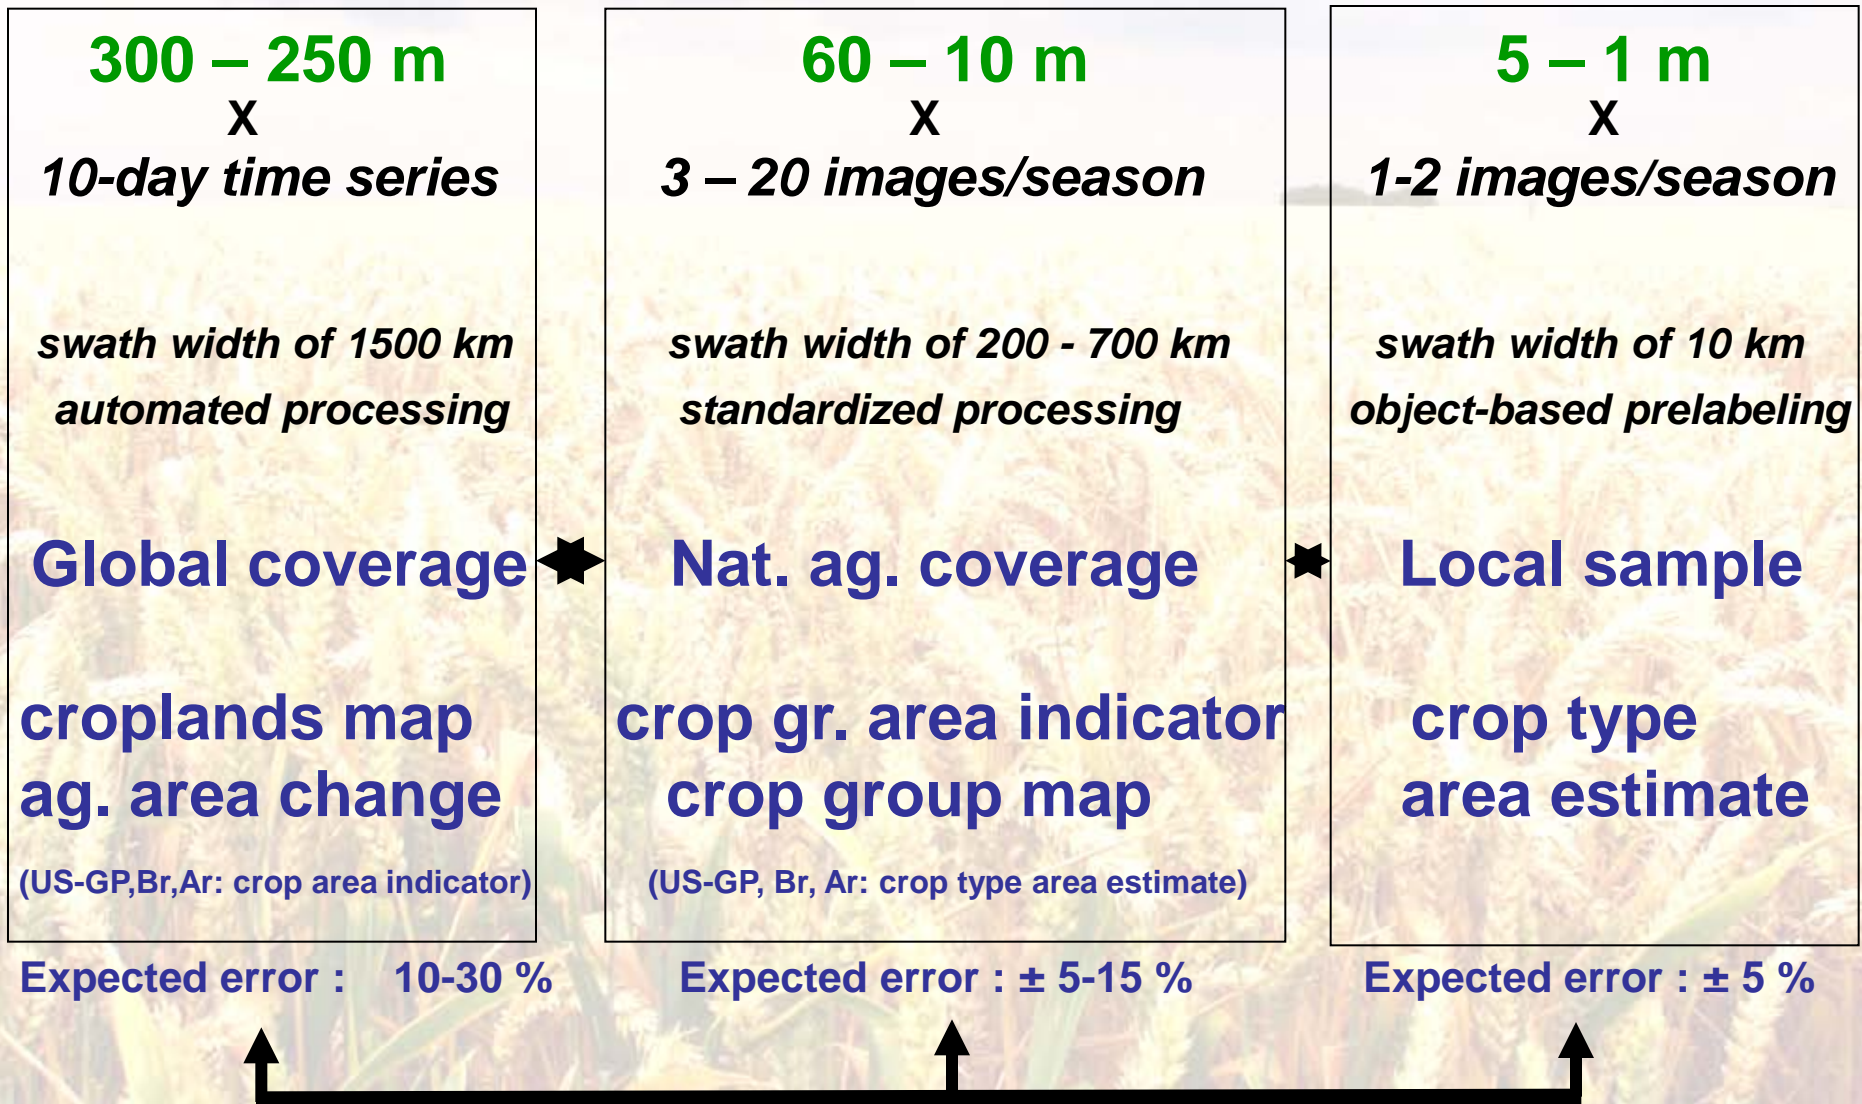 300 – 250 m
X
10-day time series
swath width of 1500 km
automated processing
Global coverage
croplands map
ag. area change
(US-GP,Br,Ar: crop area indicator)
Expected error : 10-30 %
60 – 10 m
X
3 – 20 images/season
swath width of 200 - 700 km
standardized processing
Nat. ag. coverage
crop gr. area indicator
crop group map
(US-GP, Br, Ar: crop type area estimate)
Expected error : ± 5-15 %
5 – 1 m
X
1-2 images/season
swath width of 10 km
object-based prelabeling
Local sample
crop type
area estimate
Expected error : ± 5 %